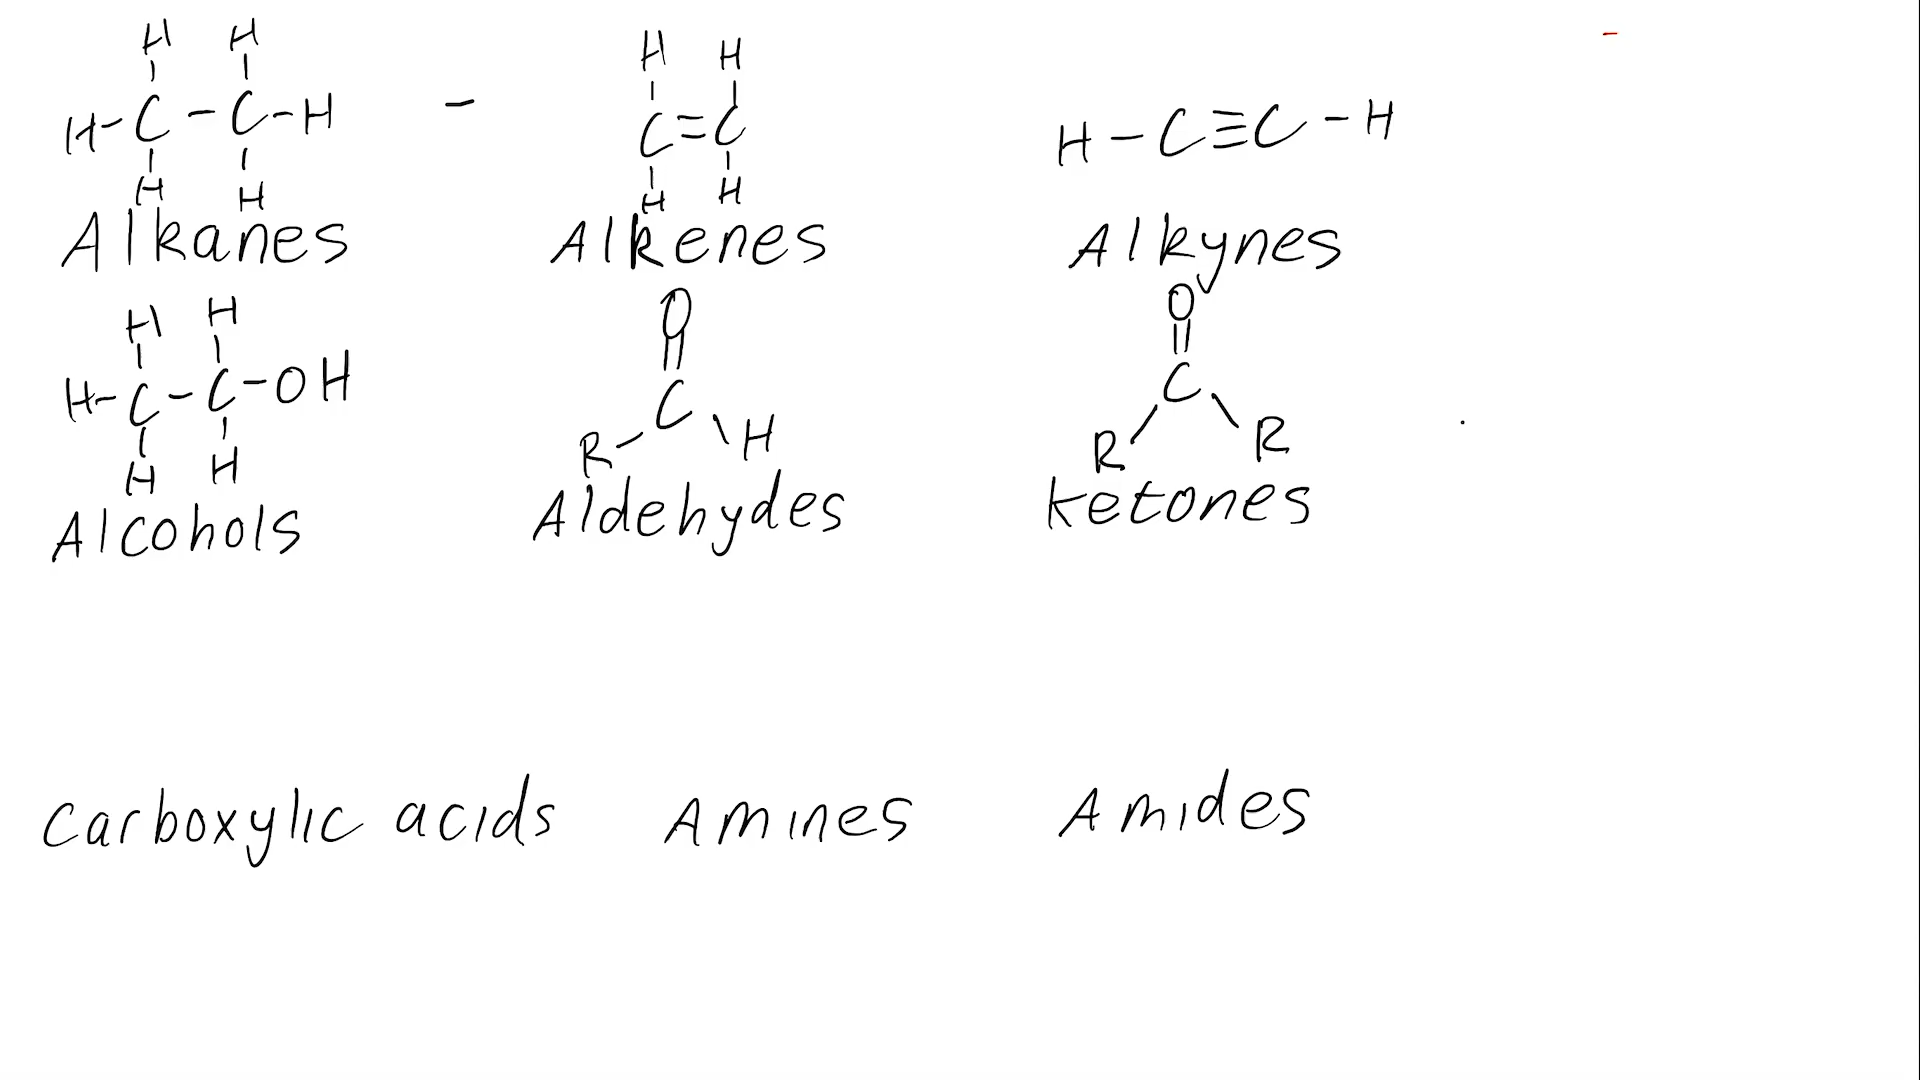 H H H H
H-C-C-H C=C H-C≡C-H
H H H H
Alkanes Alkenes Alkynes
H H O O
H-C-C-OH C C
H H R H R R
Alcohols Aldehydes Ketones
Carboxylic acids Amines Amides